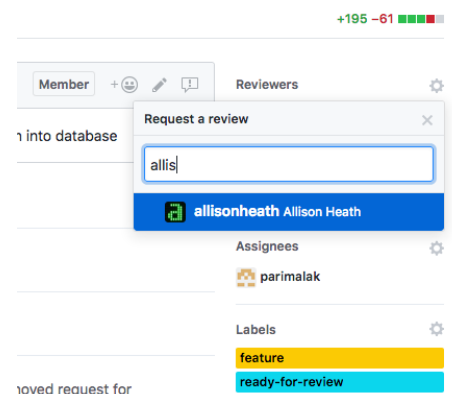 +195 −61
Member
Reviewers
Request a review
into database
allis
allisonheath Allison Heath
Assignees
parimalak
Labels
feature
ready-for-review
request for